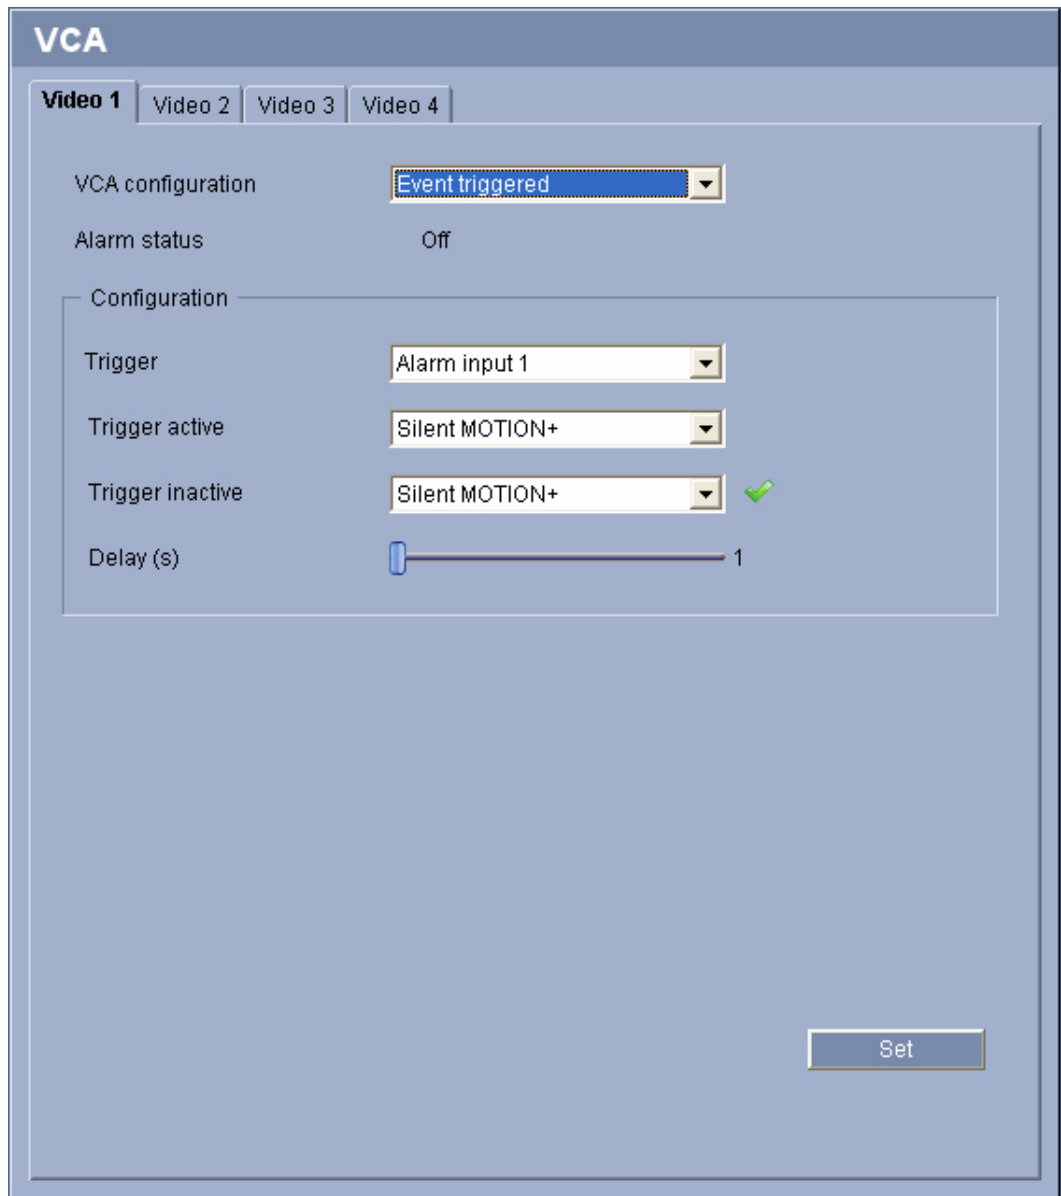 VCA
Video 1 Video 2 Video 3 Video 4
VCA configuration Event triggered
Alarm status Off
Configuration
Trigger Alarm input 1
Trigger active Silent MOTION+
Trigger inactive Silent MOTION+
Delay (s) 1
Set